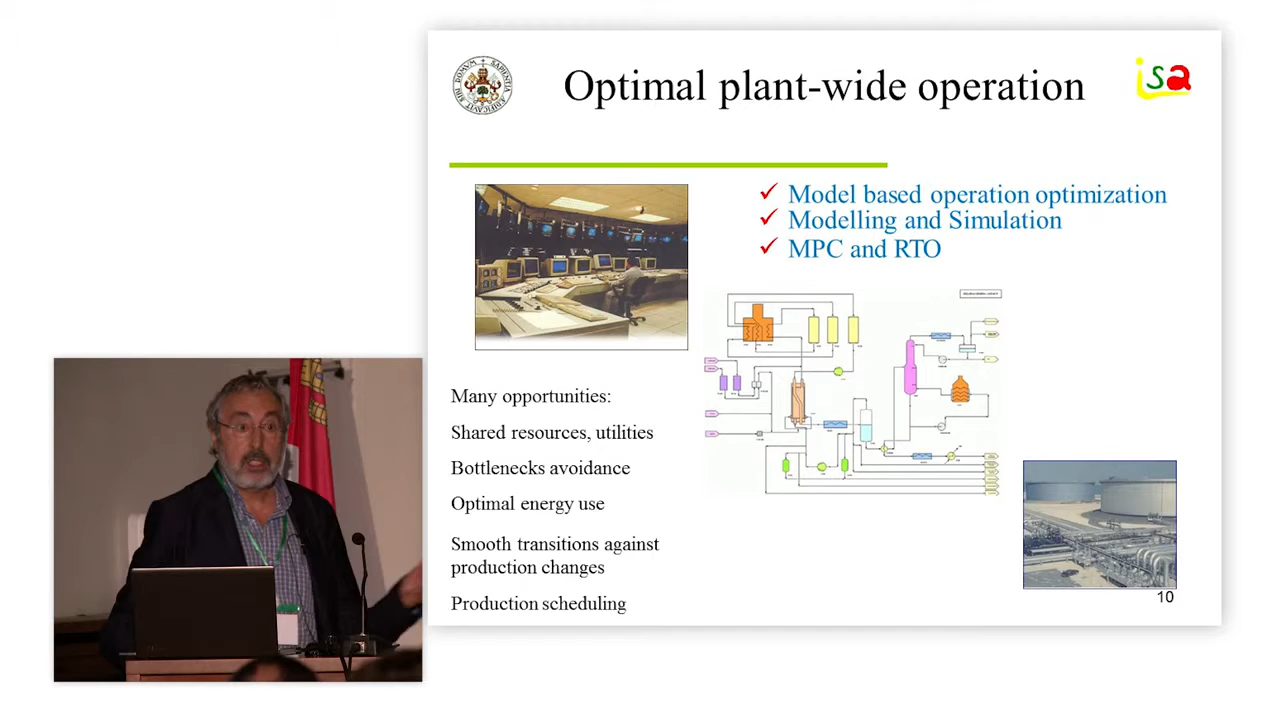 Optimal plant-wide operation
isa
✓ Model based operation optimization
✓ Modelling and Simulation
✓ MPC and RTO
Many opportunities:
Shared resources, utilities
Bottlenecks avoidance
Optimal energy use
Smooth transitions against
production changes
Production scheduling
10